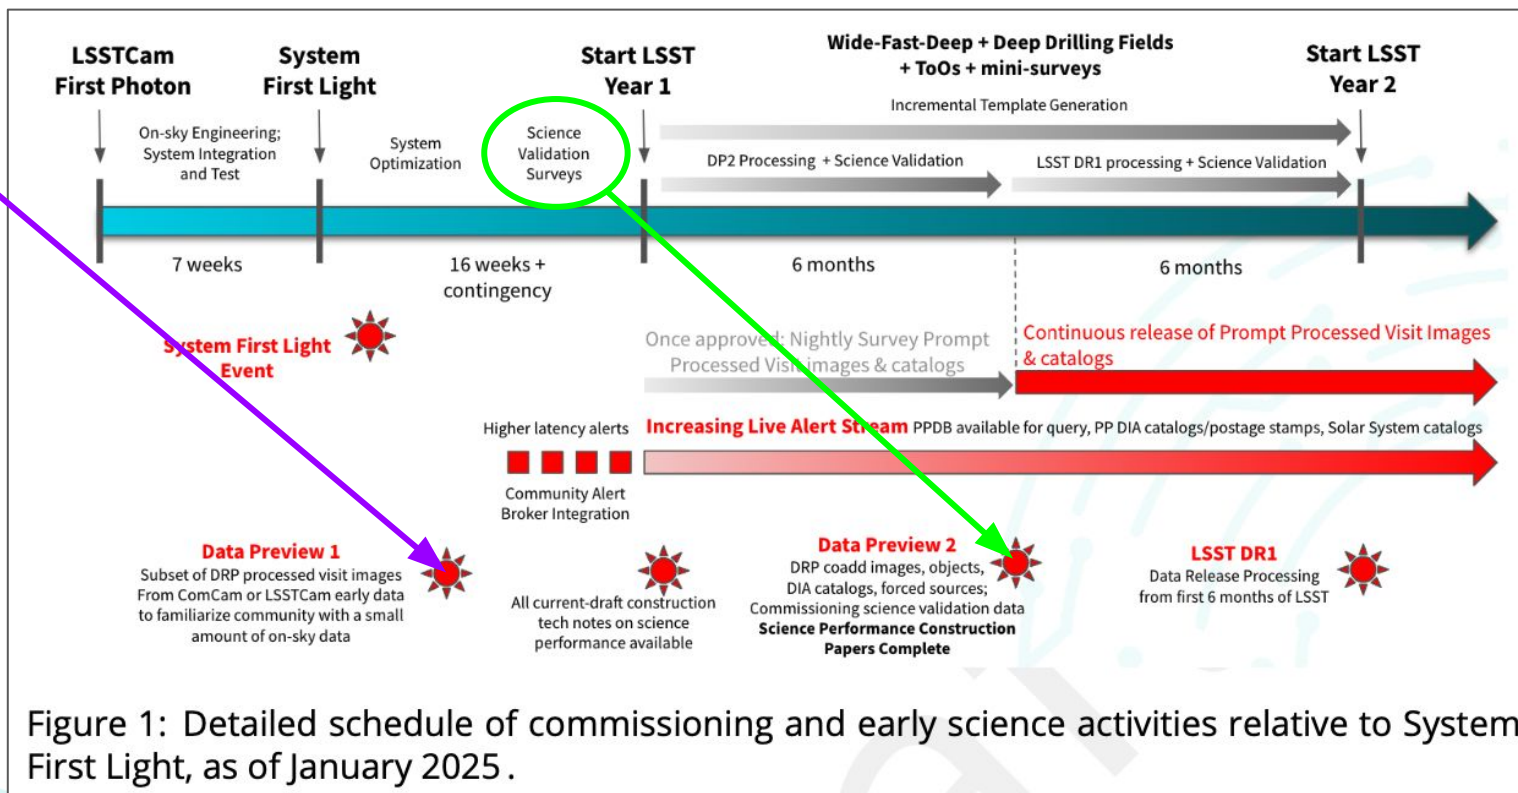 LSSTCam
First Photon
System
First Light
Start LSST
Year 1
Wide-Fast-Deep + Deep Drilling Fields
+ ToOs + mini-surveys
Start LSST
Year 2
Incremental Template Generation
On-sky Engineering;
System Integration
and Test
System
Optimization
Science
Validation
Surveys
DP2 Processing + Science Validation
LSST DR1 processing + Science Validation
7 weeks
16 weeks +
contingency
6 months
6 months
System First Light
Event
Once approved: Nightly Survey Prompt
Processed Visit images & catalogs
Continuous release of Prompt Processed Visit Images
& catalogs
Higher latency alerts
Increasing Live Alert Stream PPDB available for query, PP DIA catalogs/postage stamps, Solar System catalogs
Community Alert
Broker Integration
Data Preview 1
Subset of DRP processed visit images
From ComCam or LSSTCam early data
to familiarize community with a small
amount of on-sky data
All current-draft construction
tech notes on science
performance available
Data Preview 2
DRP coadd images, objects,
DIA catalogs, forced sources;
Commissioning science validation data
Science Performance Construction
Papers Complete
LSST DR1
Data Release Processing
from first 6 months of LSST
Figure 1: Detailed schedule of commissioning and early science activities relative to System
First Light, as of January 2025.